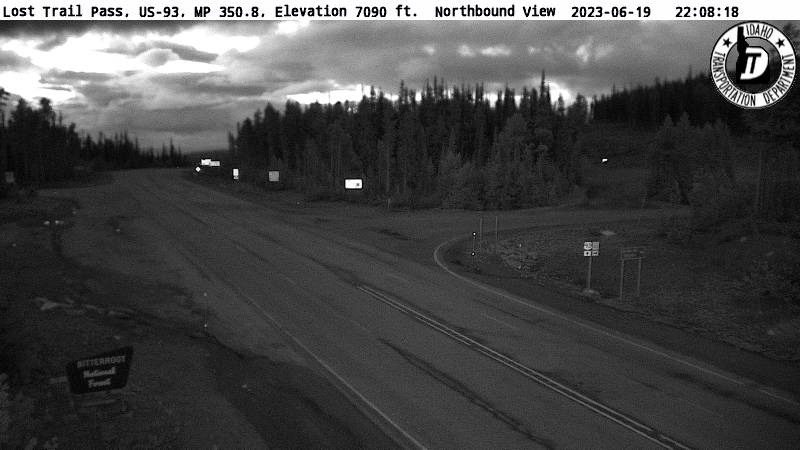 Lost Trail Pass, US-93, MP 350.8, Elevation 7090 ft. Northbound View 2023-06-19 22:08:18
IDAHO
TRANSPORTATION DEPARTMENT
BITTERROOT
National
Forest